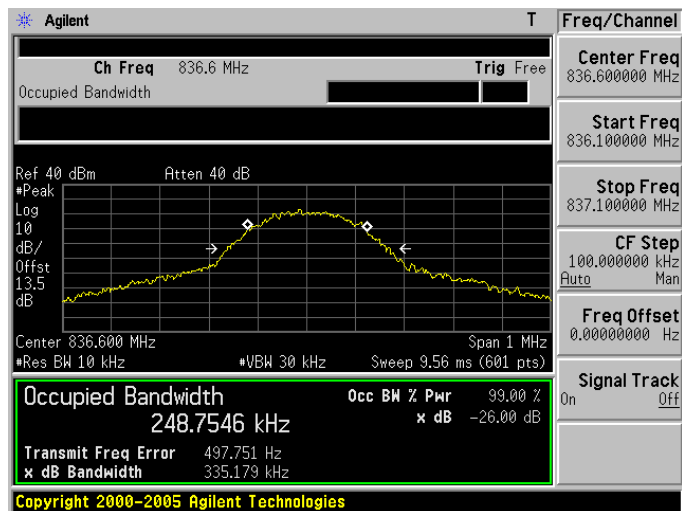 Agilent T Freq/Channel
Ch Freq 836.6 MHz Trig Free
Occupied Bandwidth
Center Freq
836.600000 MHz
Start Freq
836.100000 MHz
Stop Freq
837.100000 MHz
CF Step
100.000000 kHz
Auto Man
Freq Offset
0.00000000 Hz
Signal Track
On Off
Ref 40 dBm Atten 40 dB
#Peak
Log
10
dB/
Offst
13.5
dB
Center 836.600 MHz Span 1 MHz
#Res BW 10 kHz #VBW 30 kHz Sweep 9.56 ms (601 pts)
Occupied Bandwidth Occ BW % Pwr 99.00 %
248.7546 kHz x dB -26.00 dB
Transmit Freq Error 497.751 Hz
x dB Bandwidth 335.179 kHz
Copyright 2000-2005 Agilent Technologies